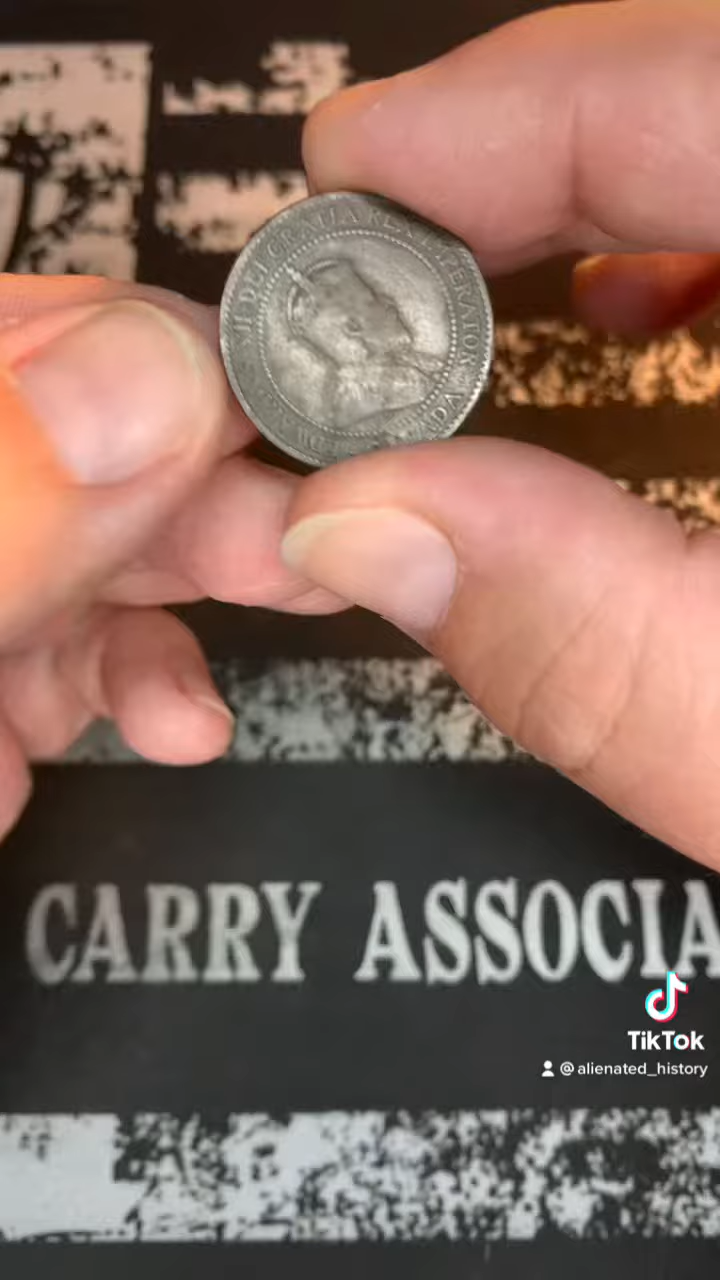 DEI GRATIA REX IMPERATOR
CARRY ASSOCIA
TikTok
@alienated_history